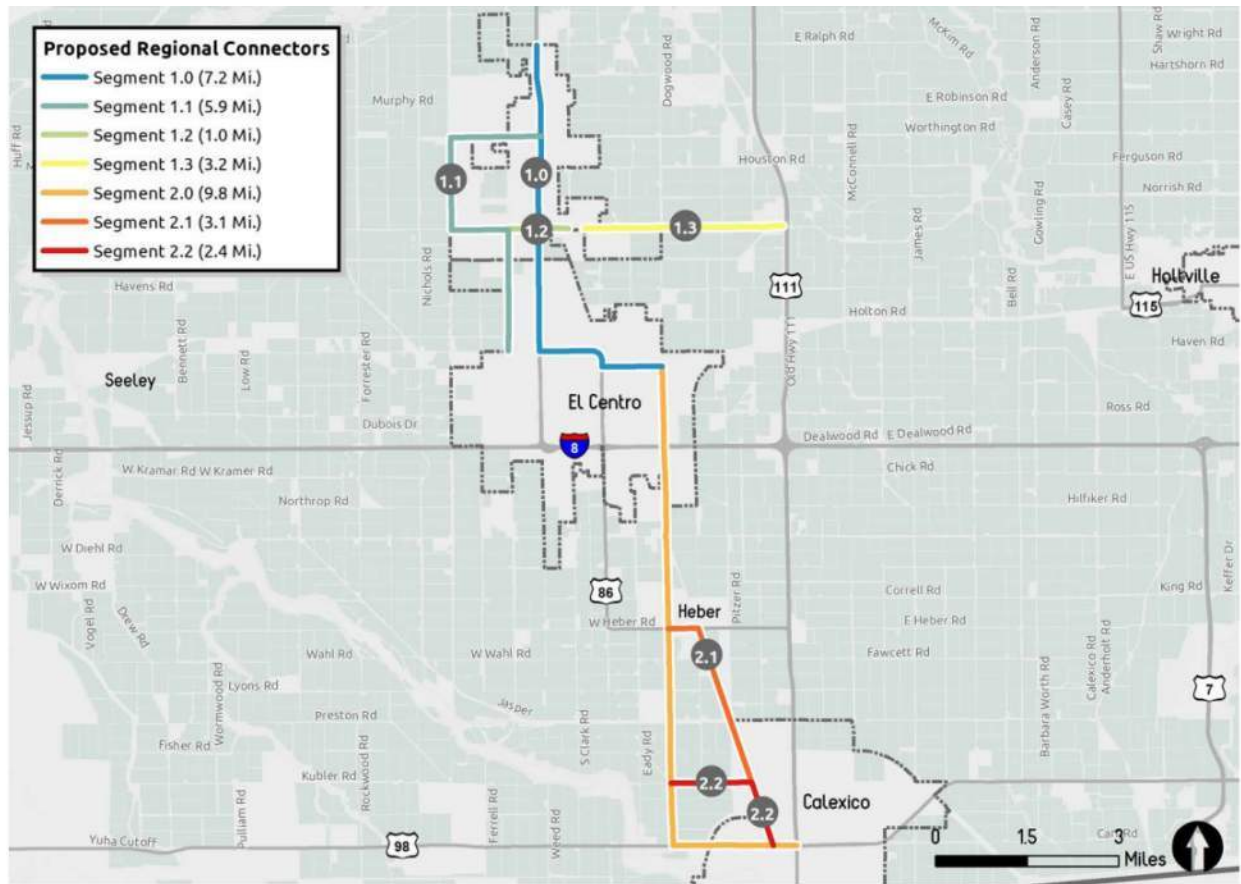 Proposed Regional Connectors
Segment 1.0 (7.2 Mi.)
Segment 1.1 (5.9 Mi.)
Segment 1.2 (1.0 Mi.)
Segment 1.3 (3.2 Mi.)
Segment 2.0 (9.8 Mi.)
Segment 2.1 (3.1 Mi.)
Segment 2.2 (2.4 Mi.)
E Ralph Rd
McKim Rd
Anderson Rd
Shaw Rd
Wright Rd
Hartshorn Rd
Dogwood Rd
Casey Rd
Murphy Rd
E Robinson Rd
Worthington Rd
Huff Rd
Houston Rd
McConnell Rd
Ferguson Rd
Norrish Rd
1.1
1.0
1.2
1.3
Nichols Rd
James Rd
Gowling Rd
E US Hwy 115
Holtville
Havens Rd
111
Bell Rd
115
Holton Rd
Haven Rd
Bennett Rd
Low Rd
Forrester Rd
Old Hwy 111
Seeley
Jessup Rd
El Centro
Ross Rd
Dubois Dr
8
Dealwood Rd
E Dealwood Rd
Derrick Rd
W Kramar Rd
W Kramer Rd
Chick Rd
Northrop Rd
Hilfiker Rd
W Diehl Rd
W Wixom Rd
Vogel Rd
Drew Rd
86
Pitzer Rd
Correll Rd
King Rd
Keffer Dr
Heber
W Heber Rd
E Heber Rd
Wahl Rd
W Wahl Rd
2.1
Fawcett Rd
Calexico Rd
Anderholt Rd
Lyons Rd
Wormwood Rd
7
Jasper
Preston Rd
Barbara Worth Rd
Fisher Rd
S Clark Rd
Eady Rd
Kubler Rd
Rockwood Rd
2.2
Calexico
2.2
Pulliam Rd
Ferrell Rd
Weed Rd
Yuha Cutoff
98
0
1.5
3
Miles